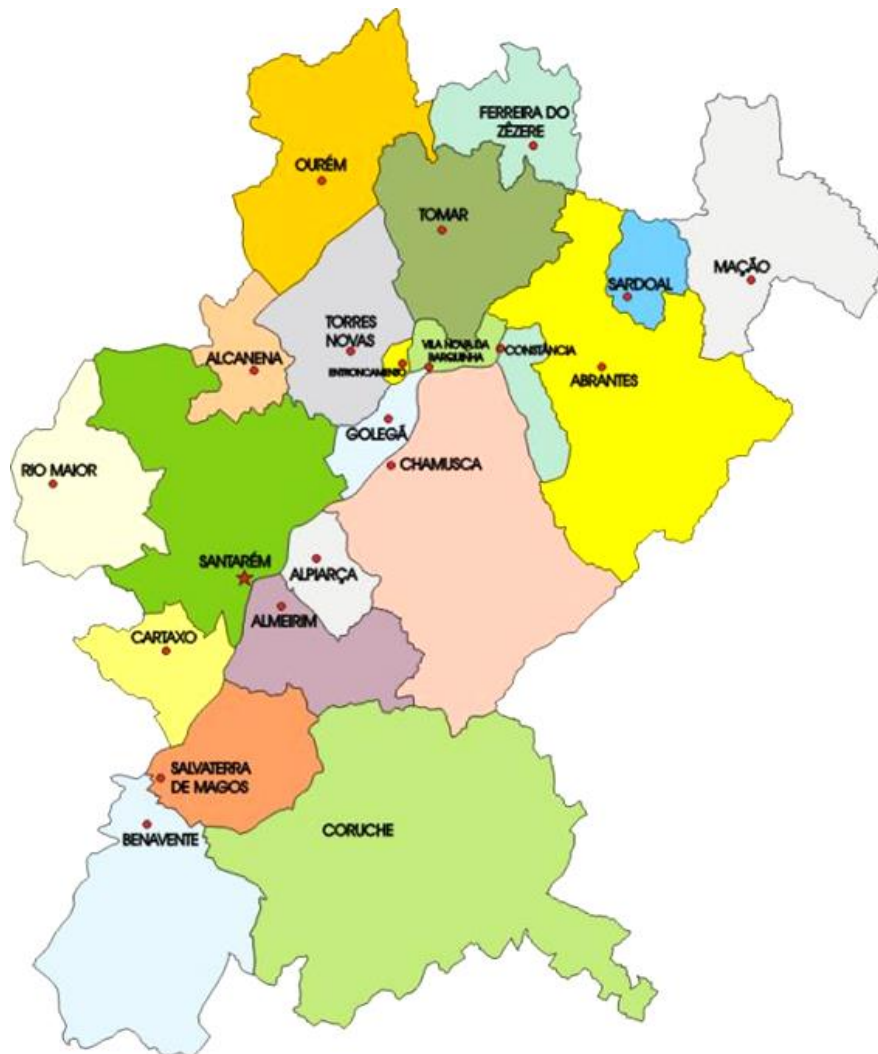 FERREIRA DO
ZÊZERE
OURÉM
TOMAR
MAÇÃO
SARDOAL
TORRES
NOVAS
VILA NOVA DA
BARQUINHA
CONSTÂNCIA
ALCANENA
ENTRONCAMENTO
ABRANTES
GOLEGÃ
CHAMUSCA
RIO MAIOR
SANTARÉM
ALPIARÇA
ALMEIRIM
CARTAXO
SALVATERRA
DE MAGOS
BENAVENTE
CORUCHE